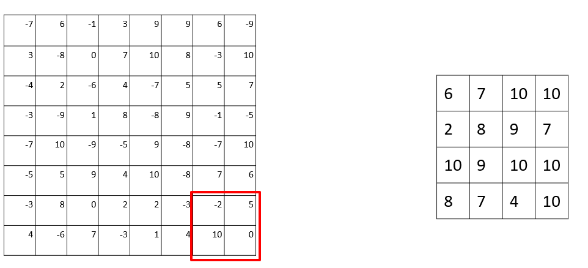 -7 6 -1 3 9 9 6 -9
3 -8 0 7 10 8 -3 10
-4 2 -6 4 -7 5 5 7
-3 -9 1 8 -8 9 -1 -5
-7 10 -9 -5 9 -8 -7 10
-5 5 9 4 10 -8 7 6
-3 8 0 2 2 -3 -2 5
4 -6 7 -3 1 4 10 0
6 7 10 10
2 8 9 7
10 9 10 10
8 7 4 10